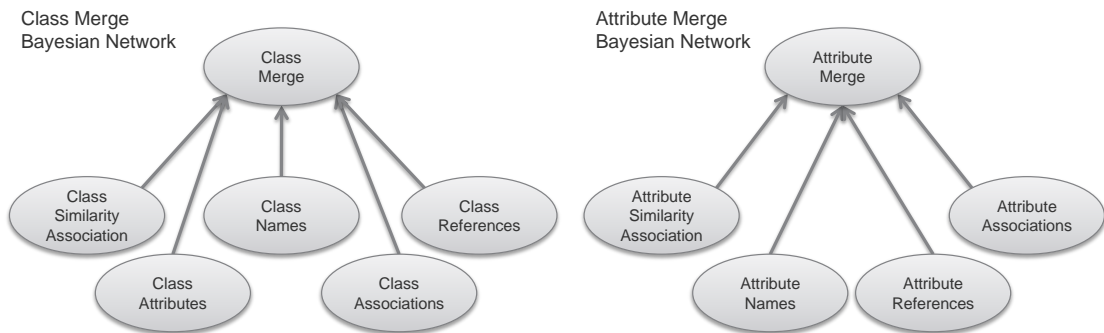 Class Merge
Bayesian Network
Class
Merge
Class
Similarity
Association
Class
Names
Class
References
Class
Attributes
Class
Associations
Attribute Merge
Bayesian Network
Attribute
Merge
Attribute
Similarity
Association
Attribute
Associations
Attribute
Names
Attribute
References